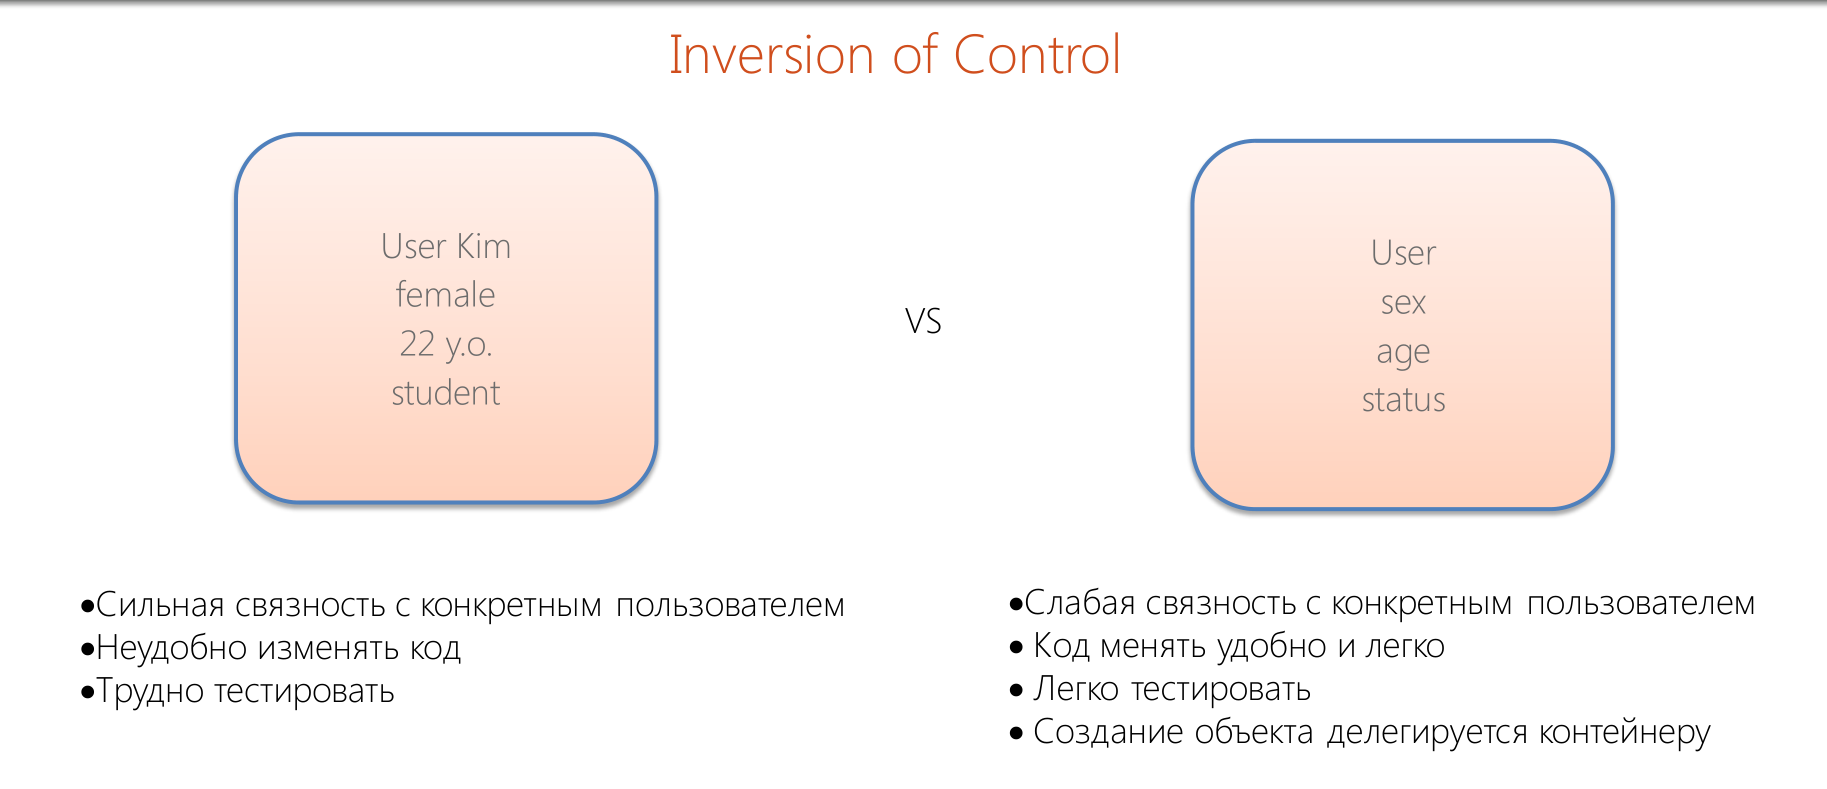 Inversion of Control
User Kim
female
22 y.o.
student
VS
User
sex
age
status
•Сильная связность с конкретным пользователем
•Неудобно изменять код
•Трудно тестировать
•Слабая связность с конкретным пользователем
• Код менять удобно и легко
• Легко тестировать
• Создание объекта делегируется контейнеру